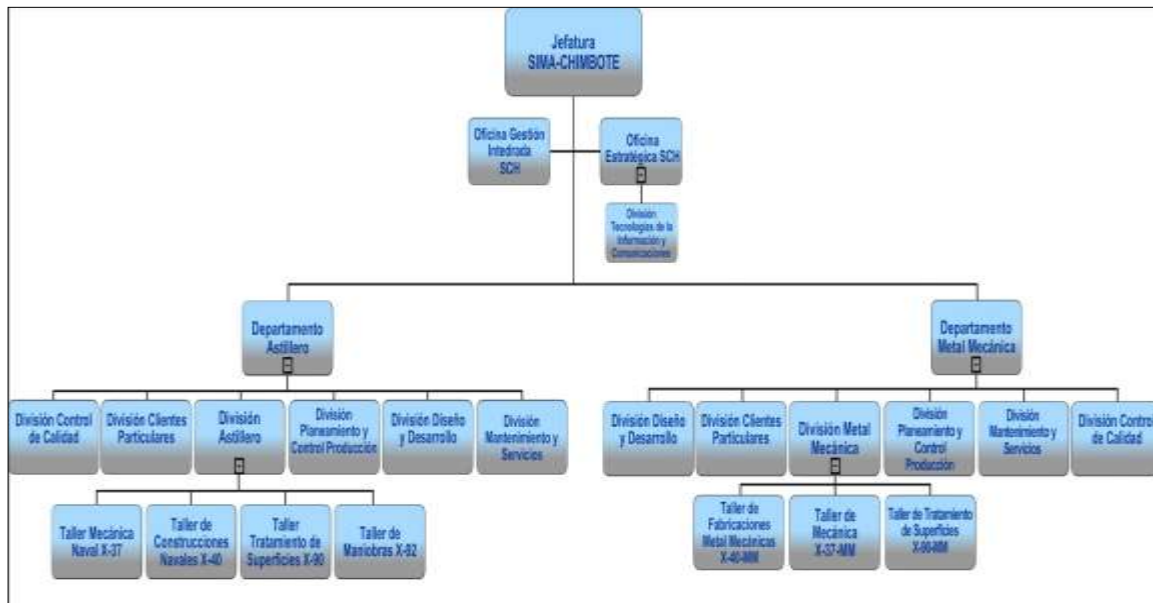 Jefatura
SIMA-CHIMBOTE
Oficina Gestión
Intedrada
SCH
Oficina
Estratégica SCH
División
Tecnologías de la
Información y
Comunicaciones
Departamento
Astillero
Departamento
Metal Mecánica
División Control
de Calidad
División Clientes
Particulares
División
Astillero
División
Planeamiento y
Control Producción
División Diseño
y Desarrollo
División
Mantenimiento y
Servicios
División Diseño
y Desarrollo
División Clientes
Particulares
División Metal
Mecánica
División
Planeamiento y
Control
Producción
División
Mantenimiento y
Servicios
División Control
de Calidad
Taller Mecánica
Naval X-37
Taller de
Construcciones
Navales X-40
Taller
Tratamiento de
Superficies X-90
Taller de
Maniobras X-92
Taller de
Fabricaciones
Metal Mecánicas
X-40-MM
Taller de
Mecánica
X-37-MM
Taller de Tratamiento
de Superficies
X-90-MM